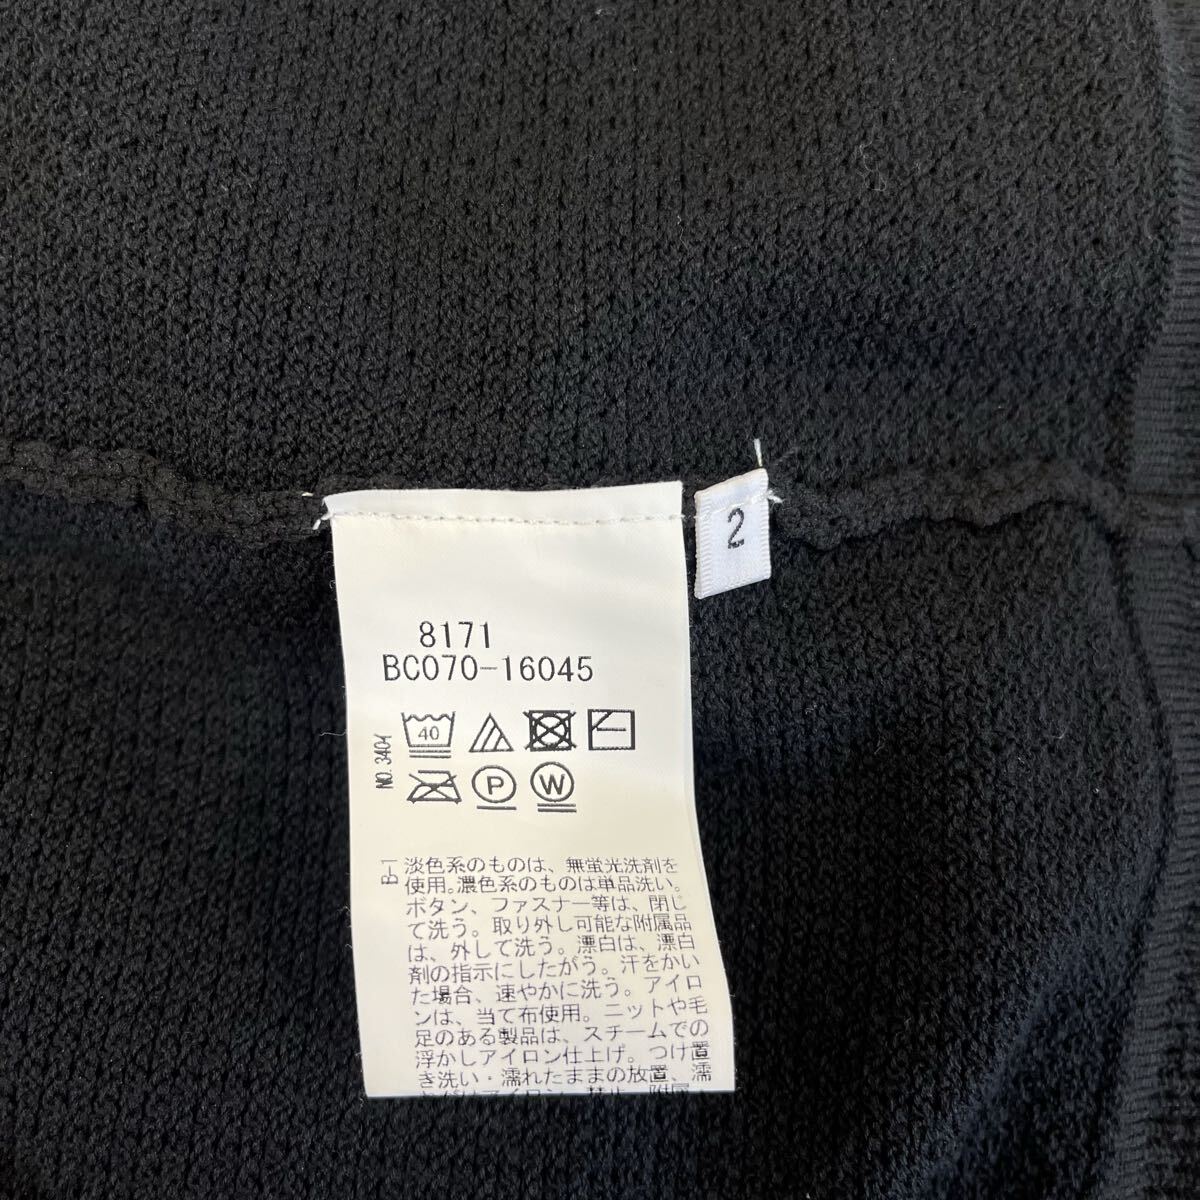 2
8171
BC070-16045
40
NO.3404
P
W
B-1
淡色系のものは、無蛍光洗剤を
使用。濃色系のものは単品洗い。
ボタン、ファスナー等は、閉じ
て洗う。取り外し可能な附属品
は、外して洗う。漂白は、漂白
剤の指示にしたがう。汗をかい
た場合、速やかに洗う。アイロ
ンは、当て布使用。ニットや毛
足のある製品は、スチームでの
浮かしアイロン仕上げ。つけ置
き洗い・濡れたままの放置、濡